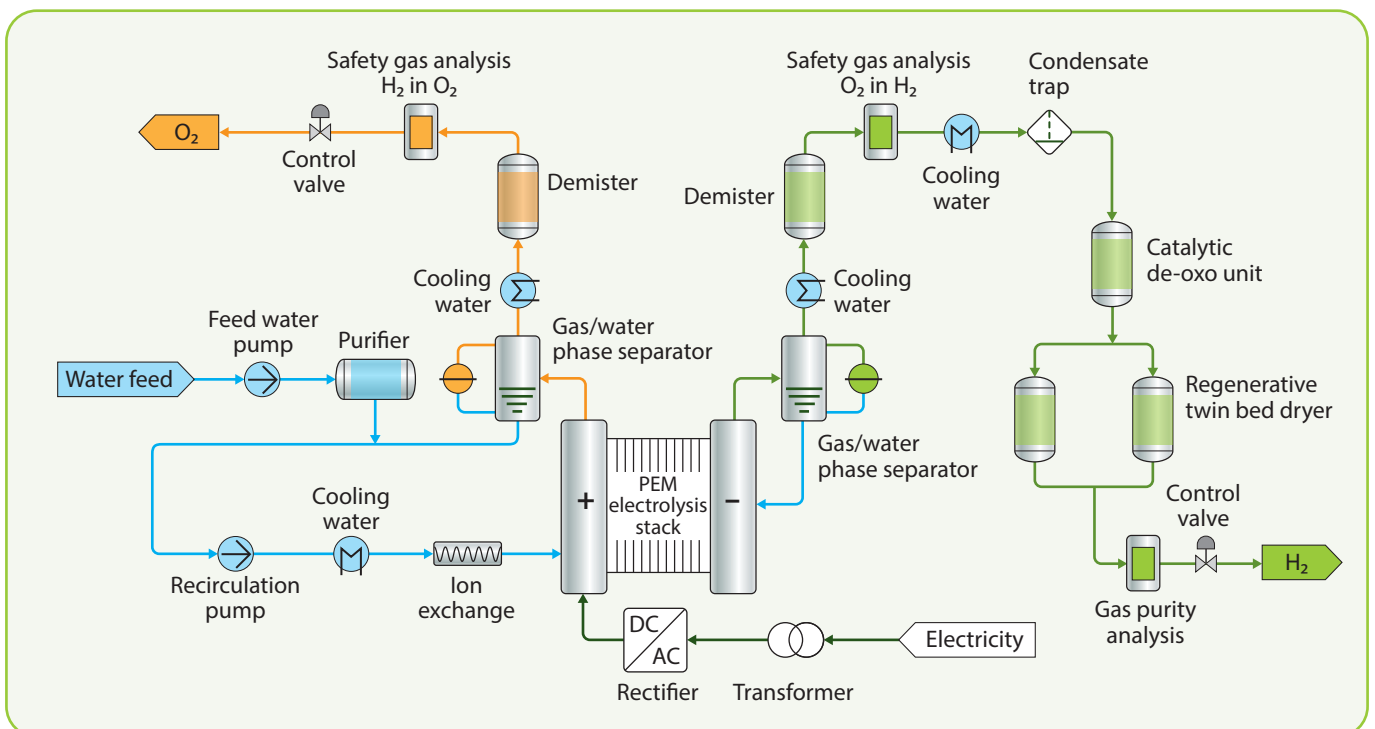 Safety gas analysis
H₂ in O₂
Safety gas analysis
O₂ in H₂
Condensate
trap
O₂
Control
valve
Demister
Demister
Cooling
water
Catalytic
de-oxo unit
Cooling
water
Cooling
water
Feed water
pump
Purifier
Gas/water
phase separator
Water feed
Regenerative
twin bed dryer
Gas/water
phase separator
PEM
electrolysis
stack
+
-
Cooling
water
Control
valve
Recirculation
pump
Ion
exchange
H₂
Gas purity
analysis
DC
AC
Electricity
Rectifier
Transformer